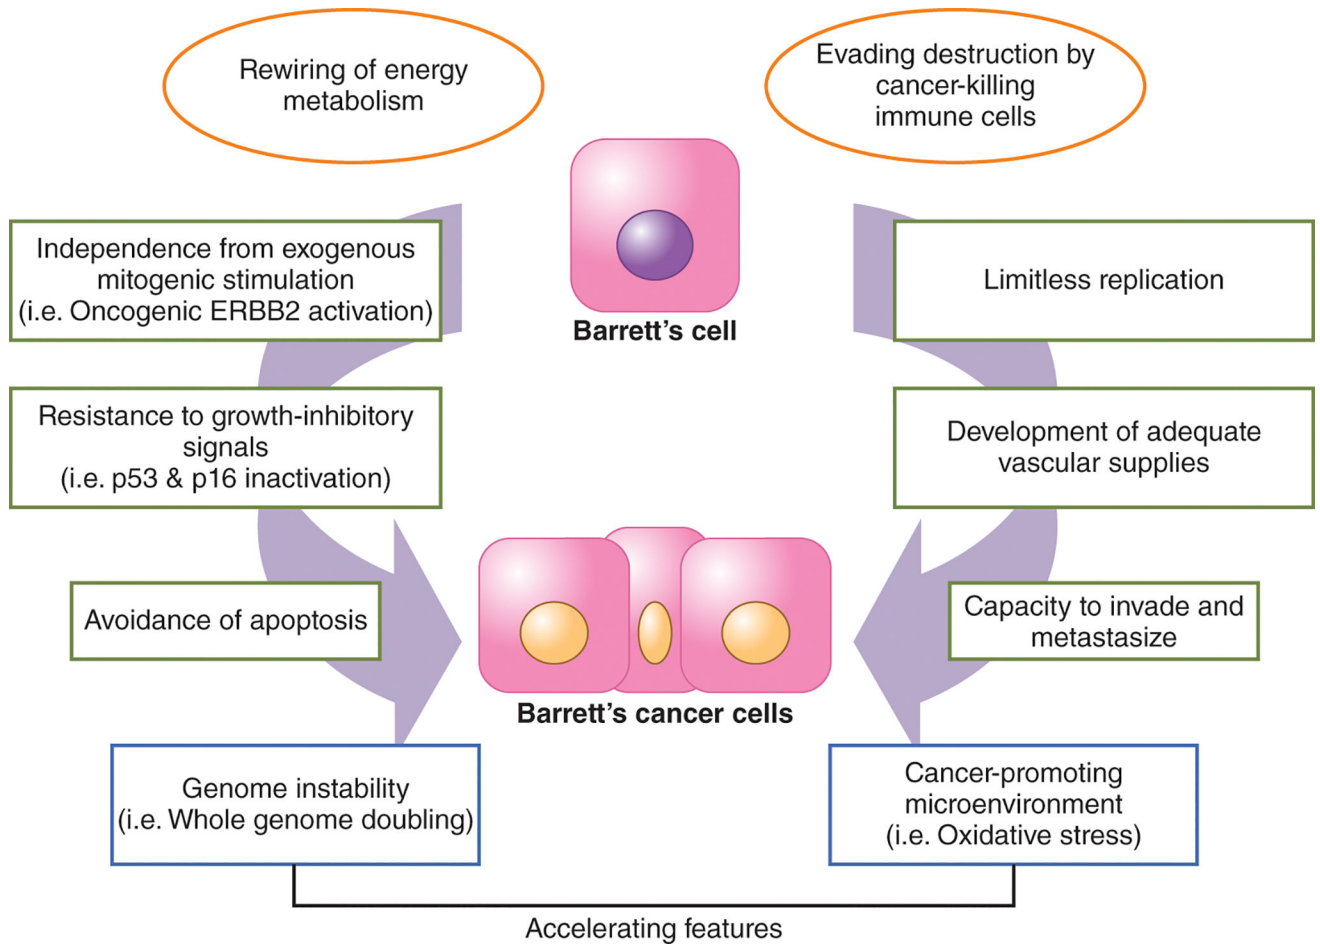 Rewiring of energy
metabolism
Evading destruction by
cancer-killing
immune cells
Barrett’s cell
Independence from exogenous
mitogenic stimulation
(i.e. Oncogenic ERBB2 activation)
Limitless replication
Resistance to growth-inhibitory
signals
(i.e. p53 & p16 inactivation)
Development of adequate
vascular supplies
Avoidance of apoptosis
Capacity to invade and
metastasize
Barrett’s cancer cells
Genome instability
(i.e. Whole genome doubling)
Cancer-promoting
microenvironment
(i.e. Oxidative stress)
Accelerating features